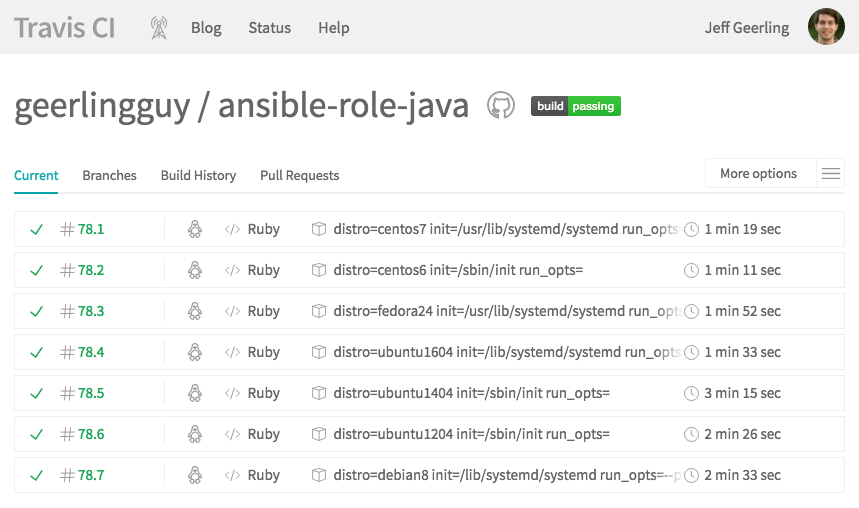 Travis CI Blog Status Help Jeff Geerling
geerlingguy / ansible-role-java build passing
Current Branches Build History Pull Requests More options
# 78.1 </> Ruby distro=centos7 init=/usr/lib/systemd/systemd run_opts= 1 min 19 sec
# 78.2 </> Ruby distro=centos6 init=/sbin/init run_opts= 1 min 11 sec
# 78.3 </> Ruby distro=fedora24 init=/usr/lib/systemd/systemd run_opts 1 min 52 sec
# 78.4 </> Ruby distro=ubuntu1604 init=/lib/systemd/systemd run_opts 1 min 33 sec
# 78.5 </> Ruby distro=ubuntu1404 init=/sbin/init run_opts= 3 min 15 sec
# 78.6 </> Ruby distro=ubuntu1204 init=/sbin/init run_opts= 2 min 26 sec
# 78.7 </> Ruby distro=debian8 init=/lib/systemd/systemd run_opts=--p 2 min 33 sec